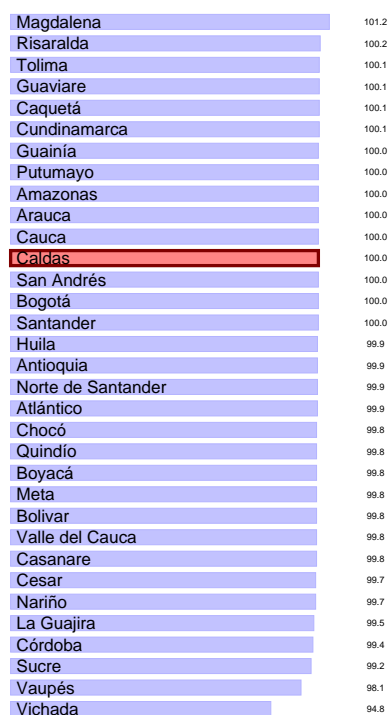 Magdalena 101.2
Risaralda 100.2
Tolima 100.1
Guaviare 100.1
Caquetá 100.1
Cundinamarca 100.1
Guainía 100.0
Putumayo 100.0
Amazonas 100.0
Arauca 100.0
Cauca 100.0
Caldas 100.0
San Andrés 100.0
Bogotá 100.0
Santander 100.0
Huila 99.9
Antioquia 99.9
Norte de Santander 99.9
Atlántico 99.9
Chocó 99.8
Quindío 99.8
Boyacá 99.8
Meta 99.8
Bolivar 99.8
Valle del Cauca 99.8
Casanare 99.8
Cesar 99.7
Nariño 99.7
La Guajira 99.5
Córdoba 99.4
Sucre 99.2
Vaupés 98.1
Vichada 94.8